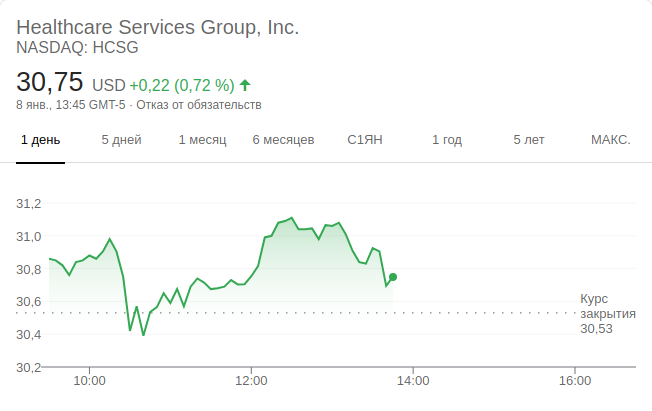 Healthcare Services Group, Inc.
NASDAQ: HCSG
30,75 USD +0,22 (0,72 %)
8 янв., 13:45 GMT-5 · Отказ от обязательств
1 день 5 дней 1 месяц 6 месяцев С1ЯН 1 год 5 лет МАКС.
31,2
31,0
30,8
30,6
30,4
30,2
Курс
закрытия
30,53
10:00 12:00 14:00 16:00